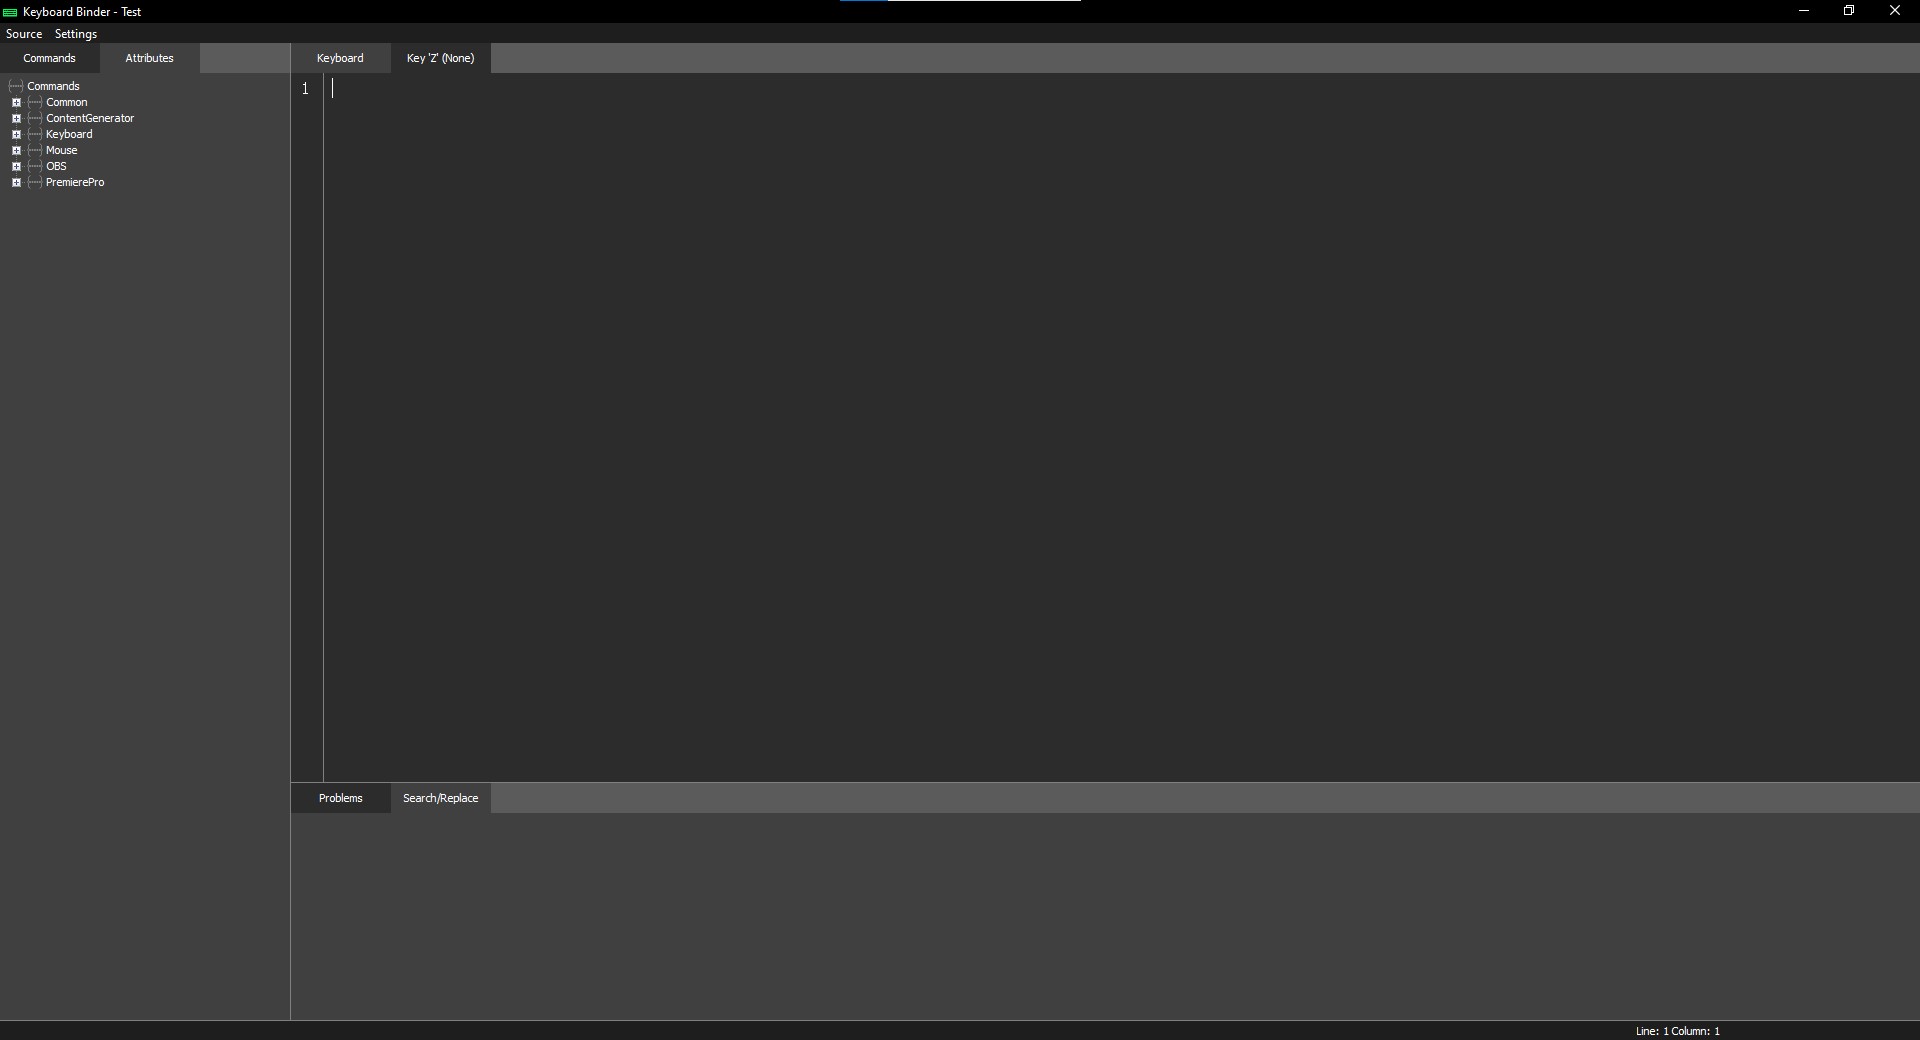 Keyboard Binder - Test
Source Settings
Commands Attributes
Keyboard Key 'Z' (None)
Commands
Common
ContentGenerator
Keyboard
Mouse
OBS
PremierePro
1
Problems Search/Replace
Line: 1 Column: 1